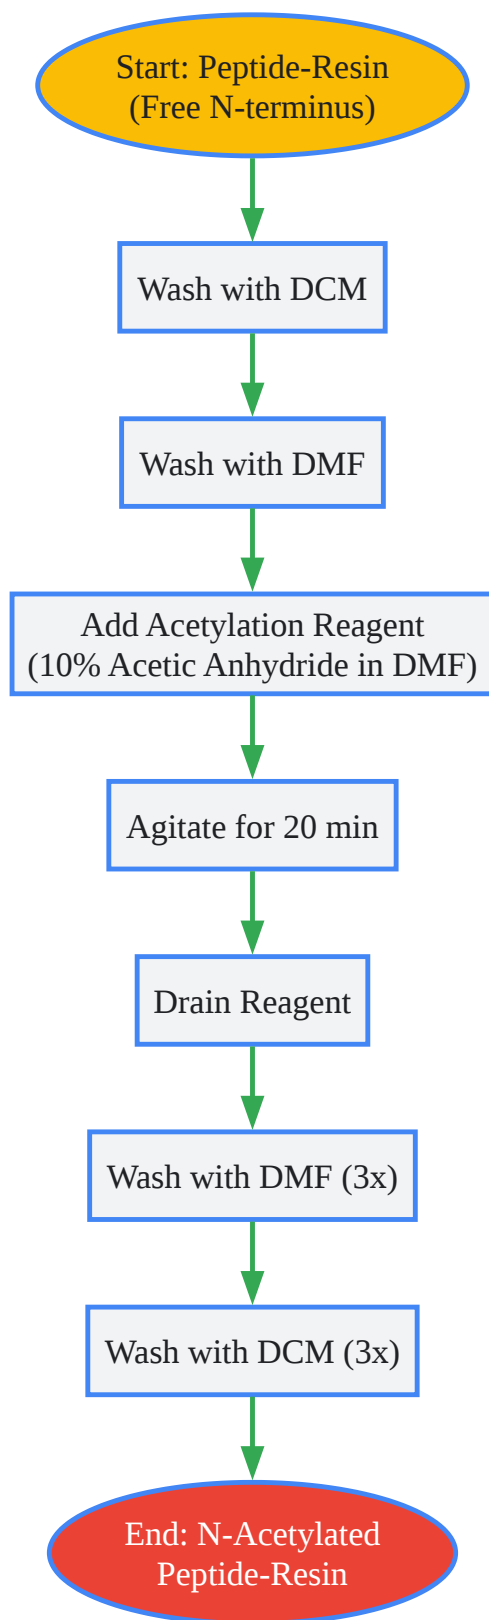 Start: Peptide-Resin
(Free N-terminus)
Wash with DCM
Wash with DMF
Add Acetylation Reagent
(10% Acetic Anhydride in DMF)
Agitate for 20 min
Drain Reagent
Wash with DMF (3x)
Wash with DCM (3x)
End: N-Acetylated
Peptide-Resin